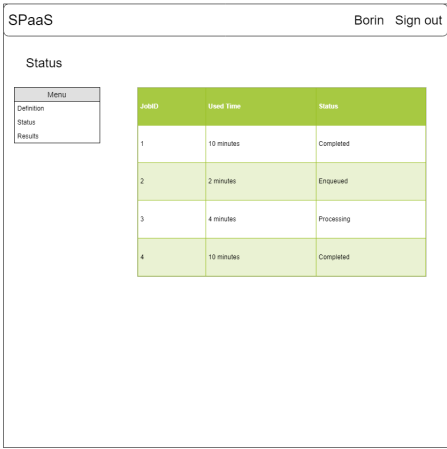 SPaaS Borin Sign out
Status
Menu
Definition
Status
Results
JobID Used Time Status
1 10 minutes Completed
2 2 minutes Enqueued
3 4 minutes Processing
4 10 minutes Completed